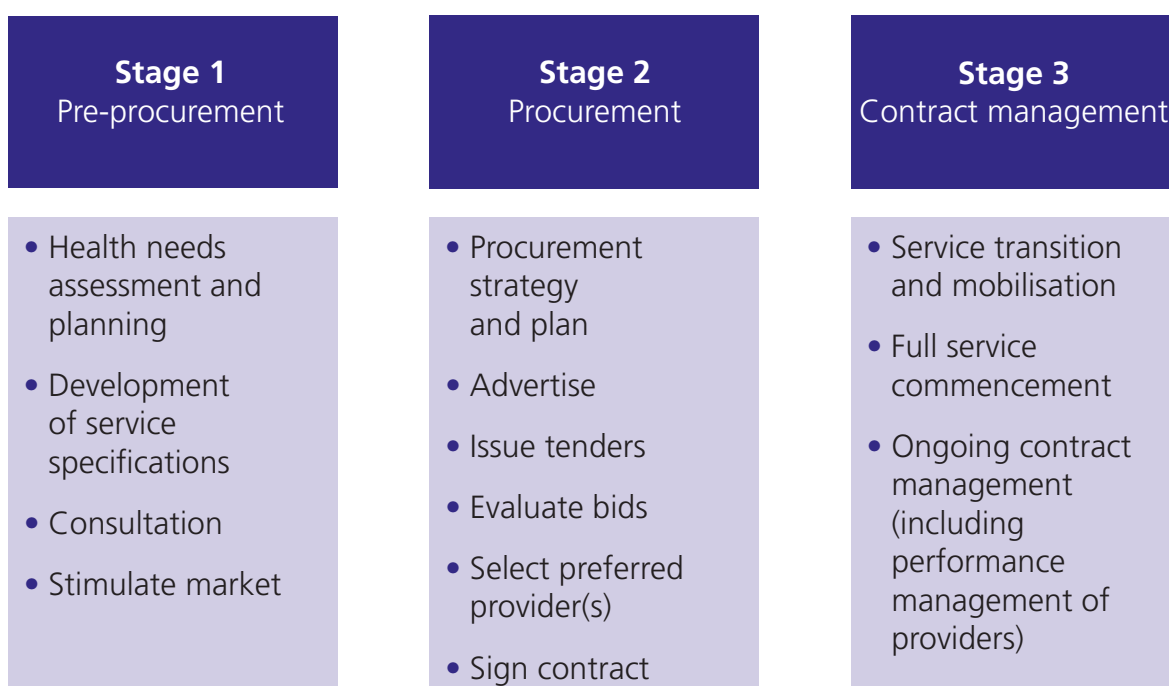 Stage 1
Pre-procurement
• Health needs
assessment and
planning
• Development
of service
specifications
• Consultation
• Stimulate market
Stage 2
Procurement
• Procurement
strategy
and plan
• Advertise
• Issue tenders
• Evaluate bids
• Select preferred
provider(s)
• Sign contract
Stage 3
Contract management
• Service transition
and mobilisation
• Full service
commencement
• Ongoing contract
management
(including
performance
management of
providers)